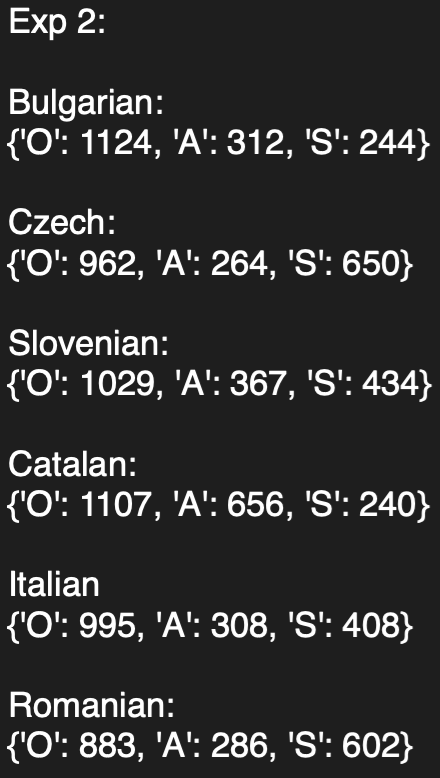 Exp 2:
Bulgarian:
{'O': 1124, 'A': 312, 'S': 244}
Czech:
{'O': 962, 'A': 264, 'S': 650}
Slovenian:
{'O': 1029, 'A': 367, 'S': 434}
Catalan:
{'O': 1107, 'A': 656, 'S': 240}
Italian
{'O': 995, 'A': 308, 'S': 408}
Romanian:
{'O': 883, 'A': 286, 'S': 602}